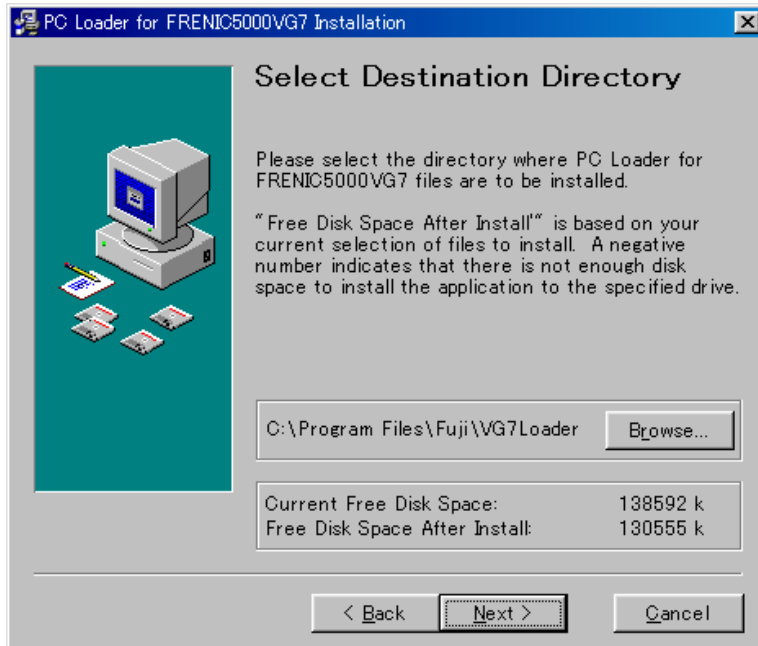 PC Loader for FRENIC5000VG7 Installation
Select Destination Directory
Please select the directory where PC Loader for
FRENIC5000VG7 files are to be installed.
"Free Disk Space After Install'" is based on your
current selection of files to install.  A negative
number indicates that there is not enough disk
space to install the application to the specified drive.
C:\Program Files\Fuji\VG7Loader
Browse...
Current Free Disk Space: 138592 k
Free Disk Space After Install: 130555 k
< Back
Next >
Cancel